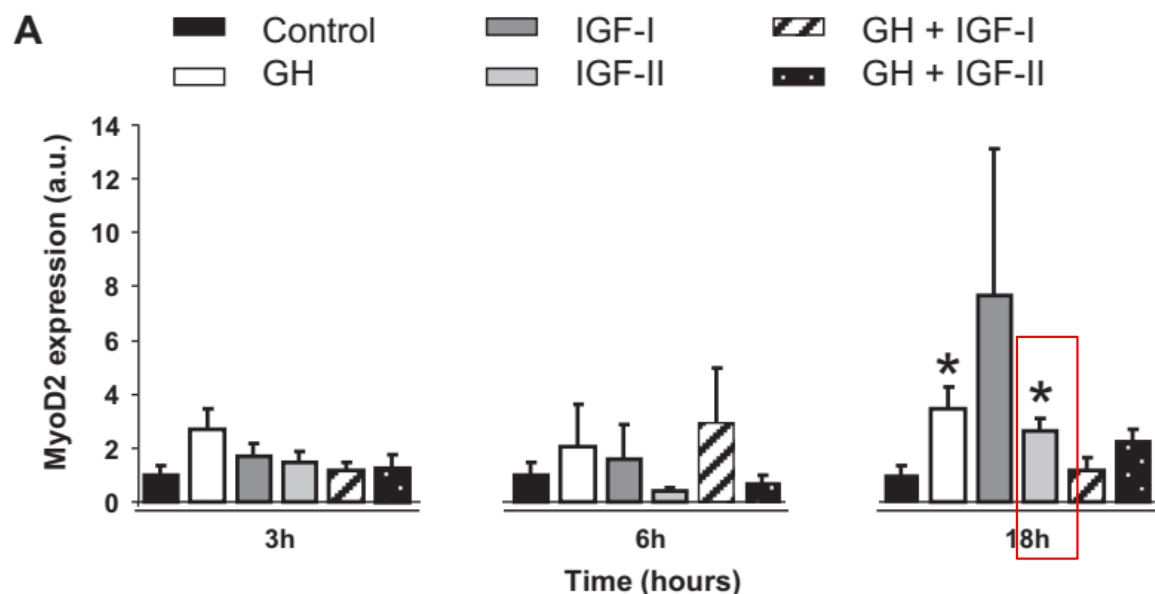 A
Control IGF-I GH + IGF-I
GH IGF-II GH + IGF-II
MyoD2 expression (a.u.)
14
12
10
8
6
4
2
0
* *
3h 6h 18h
Time (hours)